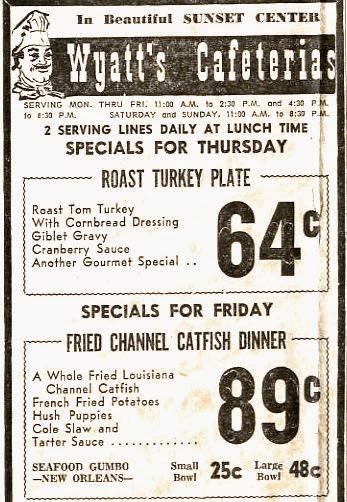 In Beautiful SUNSET CENTER
Wyatt's Cafeterias
SERVING MON. THRU FRI. 11:00 A.M. to 2:30 P.M. and 4:30 P.M.
to 8:30 P.M. SATURDAY and SUNDAY, 11:00 A.M. to 8:30 P.M.
2 SERVING LINES DAILY AT LUNCH TIME
SPECIALS FOR THURSDAY
ROAST TURKEY PLATE
Roast Tom Turkey
With Cornbread Dressing
Giblet Gravy
Cranberry Sauce
Another Gourmet Special ..
64c
SPECIALS FOR FRIDAY
FRIED CHANNEL CATFISH DINNER
A Whole Fried Louisiana
Channel Catfish
French Fried Potatoes
Hush Puppies
Cole Slaw and
Tarter Sauce .............
89c
SEAFOOD GUMBO
—NEW ORLEANS—
Small Bowl 25c Large Bowl 48c